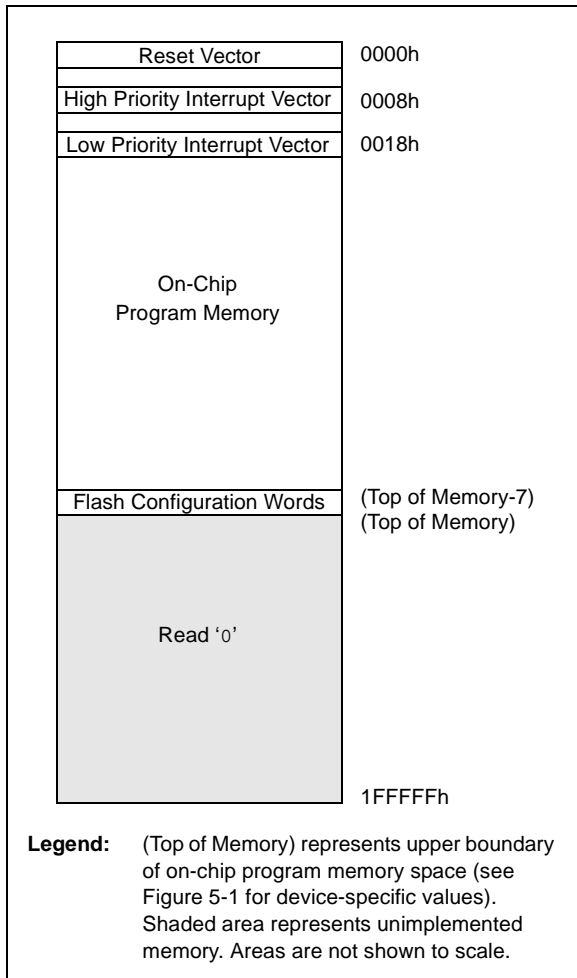 Reset Vector 0000h
High Priority Interrupt Vector 0008h
Low Priority Interrupt Vector 0018h
On-Chip
Program Memory
Flash Configuration Words (Top of Memory-7)
(Top of Memory)
Read ‘0’
1FFFFFh
Legend: (Top of Memory) represents upper boundary
of on-chip program memory space (see
Figure 5-1 for device-specific values).
Shaded area represents unimplemented
memory. Areas are not shown to scale.